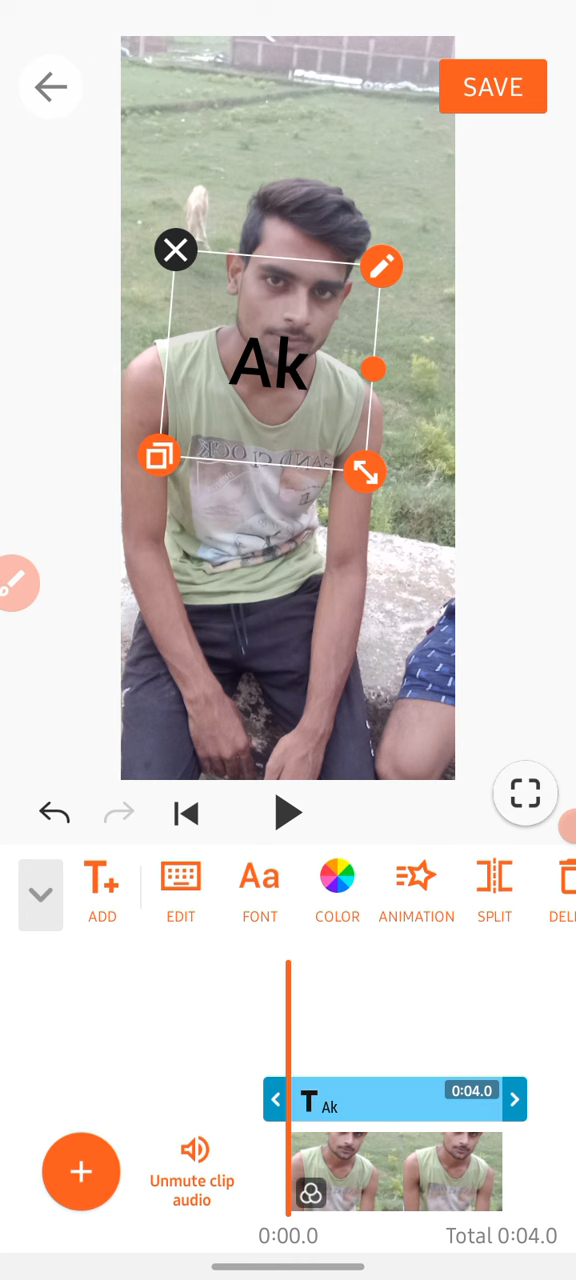 SAVE
Ak
ADD
EDIT
Aa
FONT
COLOR
ANIMATION
SPLIT
0:04.0
T Ak
Unmute clip
audio
0:00.0
Total 0:04.0